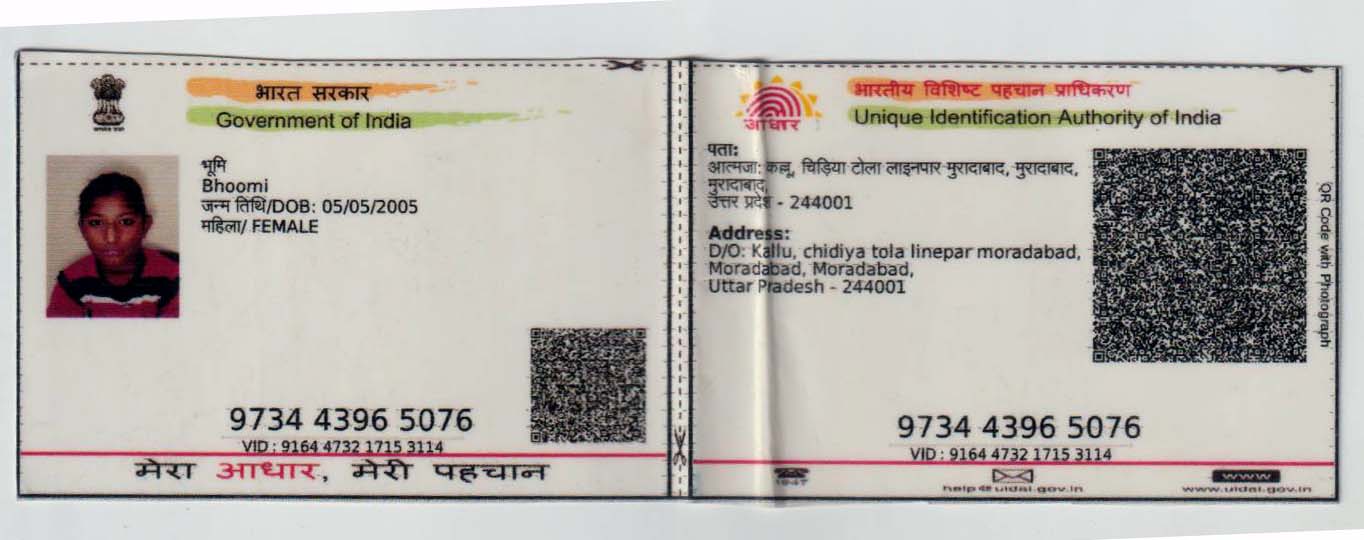 भारत सरकार
Government of India
भूमि
Bhoomi
जन्म तिथि/DOB: 05/05/2005
महिला/ FEMALE
9734 4396 5076
VID : 9164 4732 1715 3114
मेरा आधार, मेरी पहचान
आधार
भारतीय विशिष्ट पहचान प्राधिकरण
Unique Identification Authority of India
पता:
आत्मजा: कल्लू, चिड़िया टोला लाइनपार मुरादाबाद, मुरादाबाद,
मुरादाबाद,
उत्तर प्रदेश - 244001
Address:
D/O: Kallu, chidiya tola linepar moradabad,
Moradabad, Moradabad,
Uttar Pradesh - 244001
QR Code with Photograph
9734 4396 5076
VID : 9164 4732 1715 3114
1947
help@uidai.gov.in
www
www.uidai.gov.in